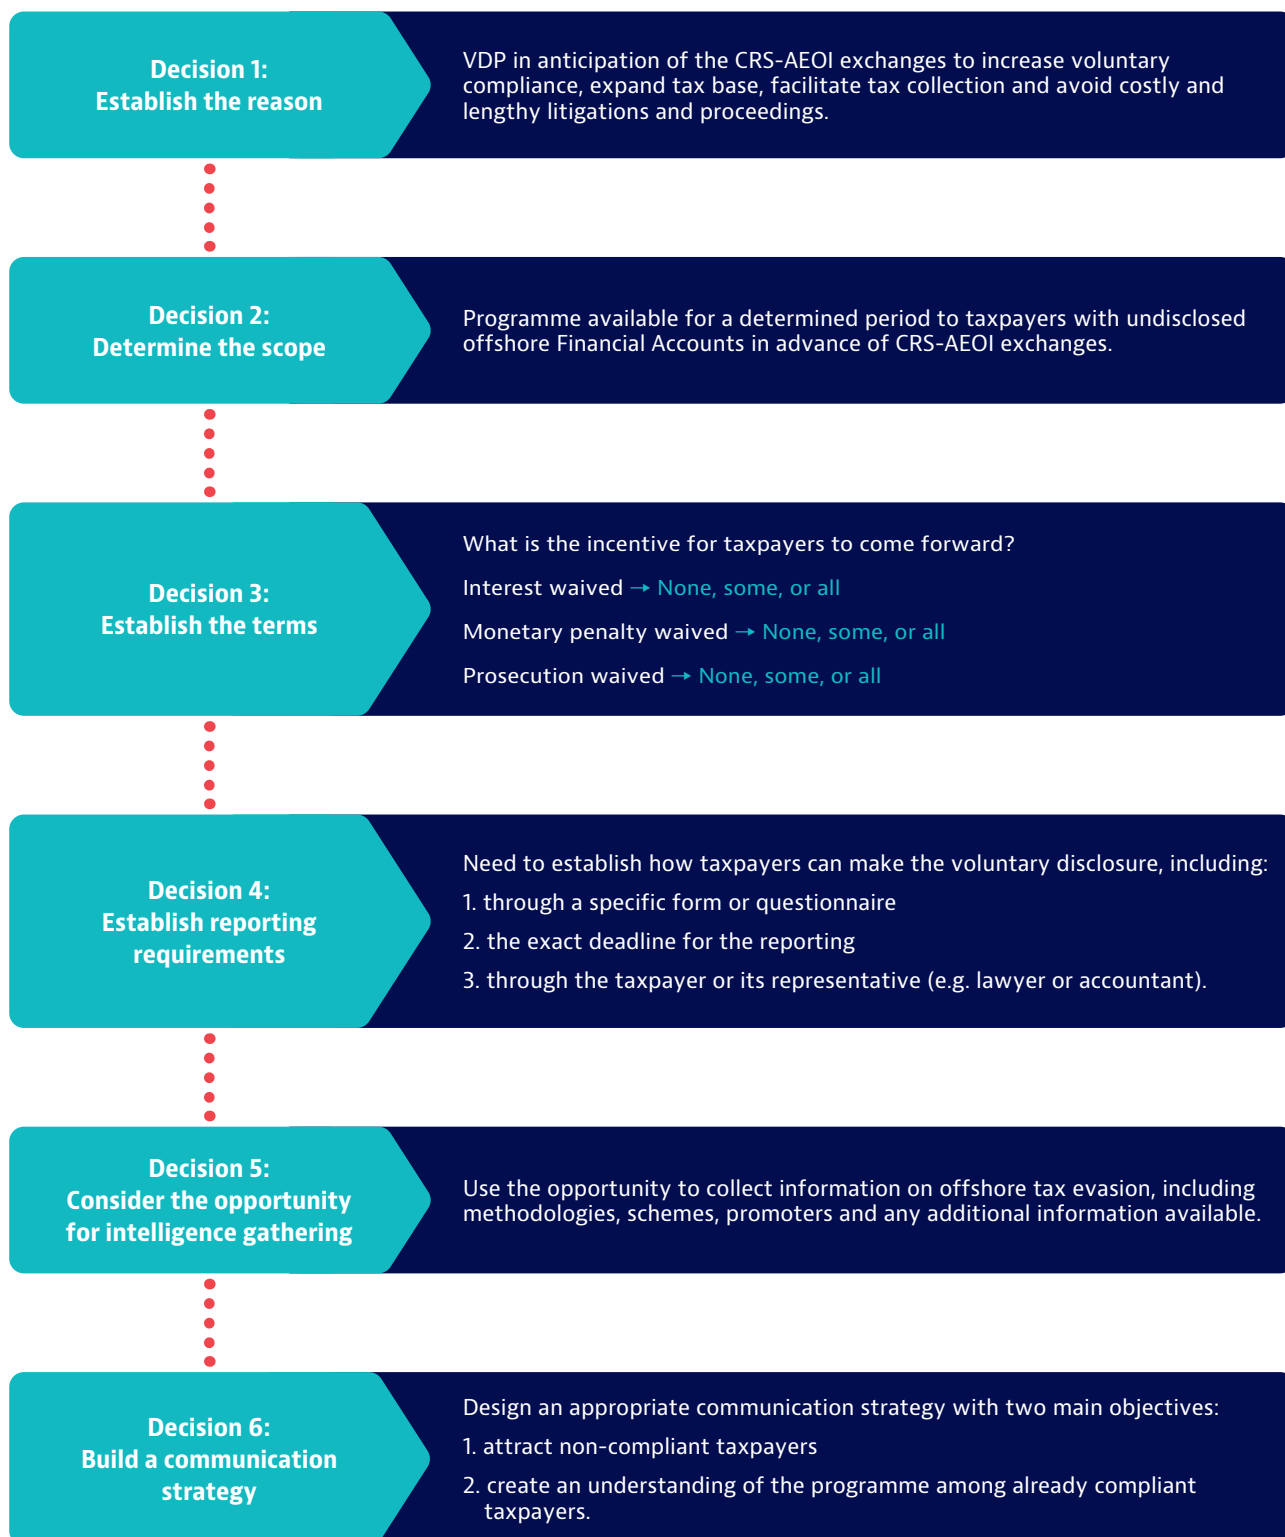 Decision 1:
Establish the reason
VDP in anticipation of the CRS-AEOI exchanges to increase voluntary
compliance, expand tax base, facilitate tax collection and avoid costly and
lengthy litigations and proceedings.
Decision 2:
Determine the scope
Programme available for a determined period to taxpayers with undisclosed
offshore Financial Accounts in advance of CRS-AEOI exchanges.
Decision 3:
Establish the terms
What is the incentive for taxpayers to come forward?
Interest waived → None, some, or all
Monetary penalty waived → None, some, or all
Prosecution waived → None, some, or all
Decision 4:
Establish reporting
requirements
Need to establish how taxpayers can make the voluntary disclosure, including:
1. through a specific form or questionnaire
2. the exact deadline for the reporting
3. through the taxpayer or its representative (e.g. lawyer or accountant).
Decision 5:
Consider the opportunity
for intelligence gathering
Use the opportunity to collect information on offshore tax evasion, including
methodologies, schemes, promoters and any additional information available.
Decision 6:
Build a communication
strategy
Design an appropriate communication strategy with two main objectives:
1. attract non-compliant taxpayers
2. create an understanding of the programme among already compliant
taxpayers.